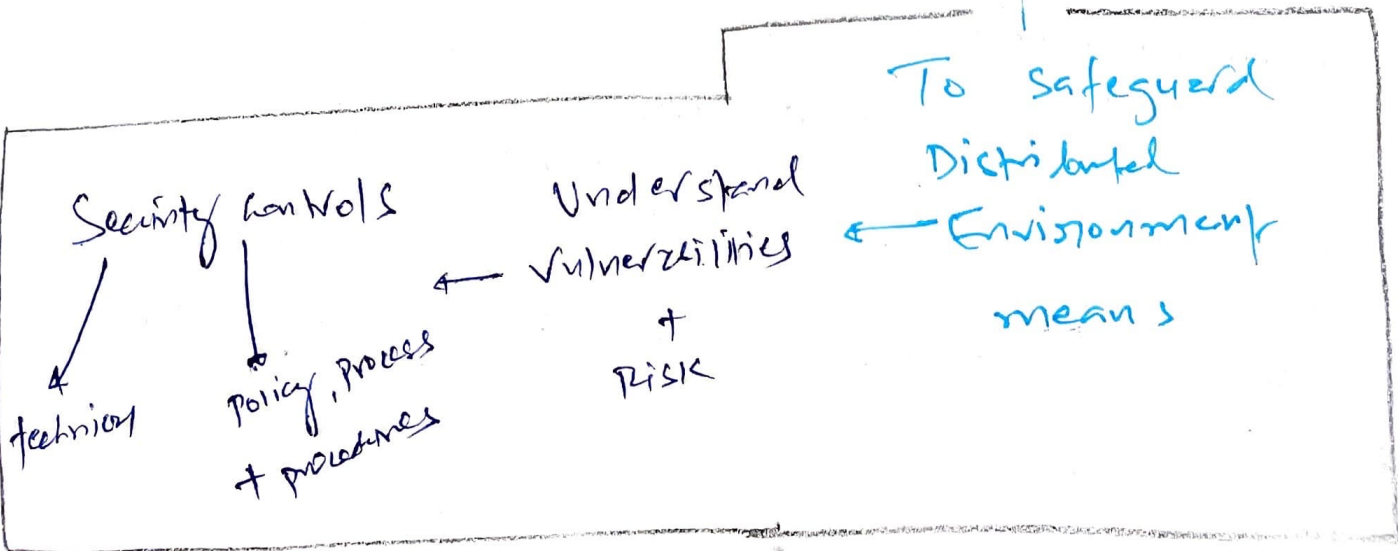 To safeguard
Distributed
Environment
means
Understand
Vulnerabilities
+
Risk
Security controls
technical
Policy, Process
+ procedures